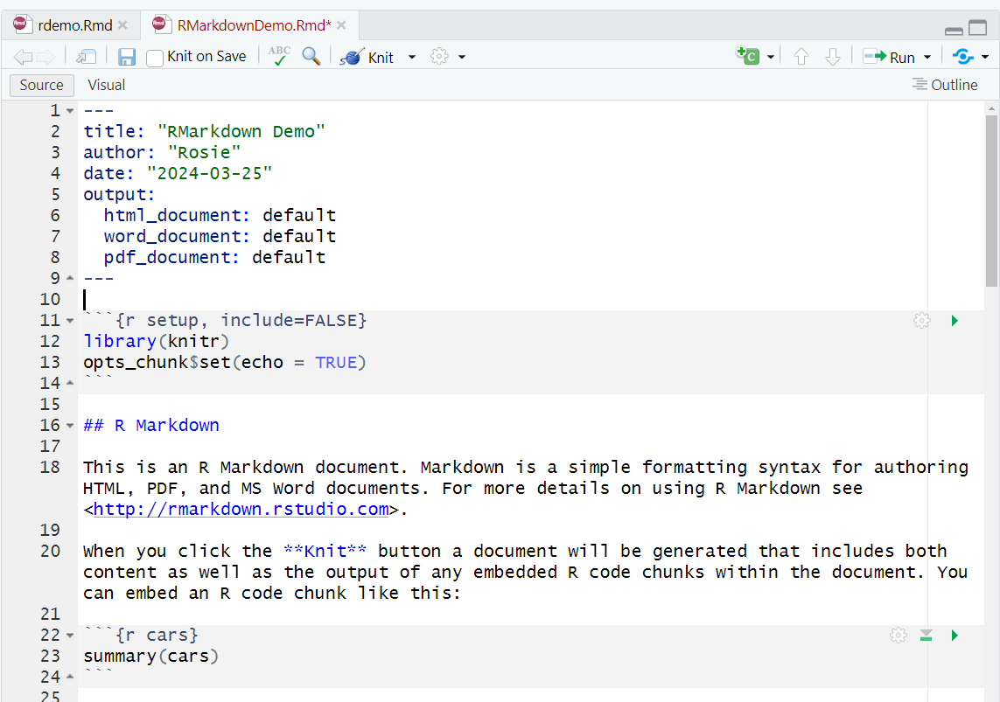 rdemo.Rmd RMarkdownDemo.Rmd*
Knit on Save ABC Knit Run
Source Visual Outline
1 ---
2 title: "RMarkdown Demo"
3 author: "Rosie"
4 date: "2024-03-25"
5 output:
6   html_document: default
7   word_document: default
8   pdf_document: default
9 ---
10
11 ```{r setup, include=FALSE}
12 library(knitr)
13 opts_chunk$set(echo = TRUE)
14 ```
15
16 ## R Markdown
17
18 This is an R Markdown document. Markdown is a simple formatting syntax for authoring
HTML, PDF, and MS Word documents. For more details on using R Markdown see
<http://rmarkdown.rstudio.com>.
19
20 When you click the **Knit** button a document will be generated that includes both
content as well as the output of any embedded R code chunks within the document. You
can embed an R code chunk like this:
21
22 ```{r cars}
23 summary(cars)
24 ```
25